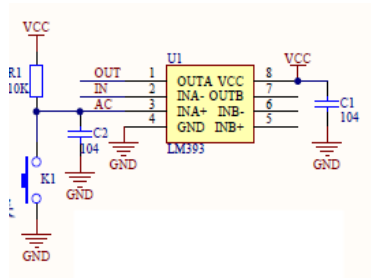 VCC
R1
10K
OUT
IN
AC
C2
104
GND
K1
GND
GND
U1
1 OUTA VCC 8
2 INA- OUTB 7
3 INA+ INB- 6
4 GND INB+ 5
LM393
GND
VCC
C1
104
GND